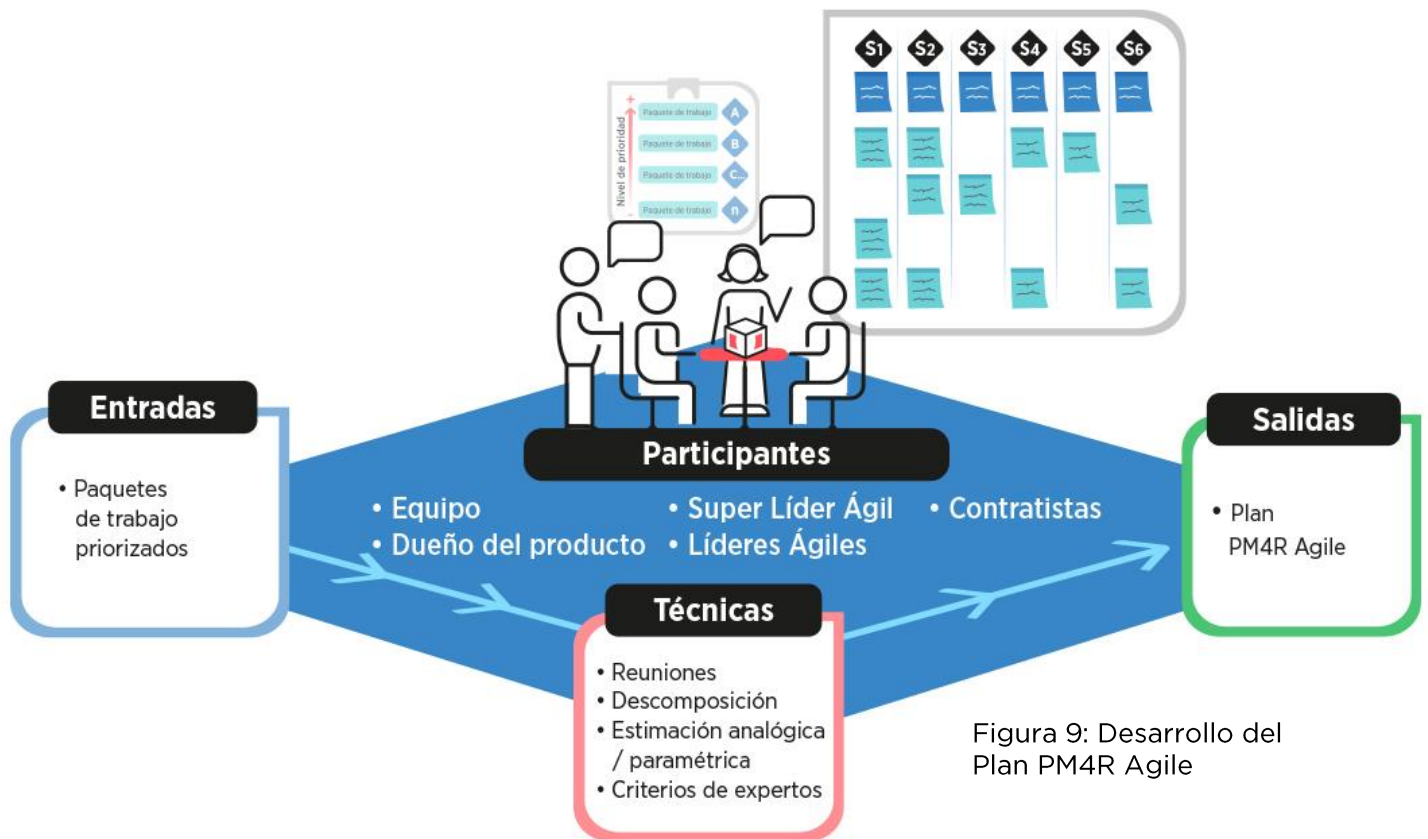 S1 S2 S3 S4 S5 S6
Nivel de prioridad
+
-
Paquete de trabajo A
Paquete de trabajo B
Paquete de trabajo C...
Paquete de trabajo n
Entradas
• Paquetes
de trabajo
priorizados
Participantes
• Equipo
• Dueño del producto
• Super Líder Ágil
• Líderes Ágiles
• Contratistas
Técnicas
• Reuniones
• Descomposición
• Estimación analógica
/ paramétrica
• Criterios de expertos
Salidas
• Plan
PM4R Agile
Figura 9: Desarrollo del
Plan PM4R Agile